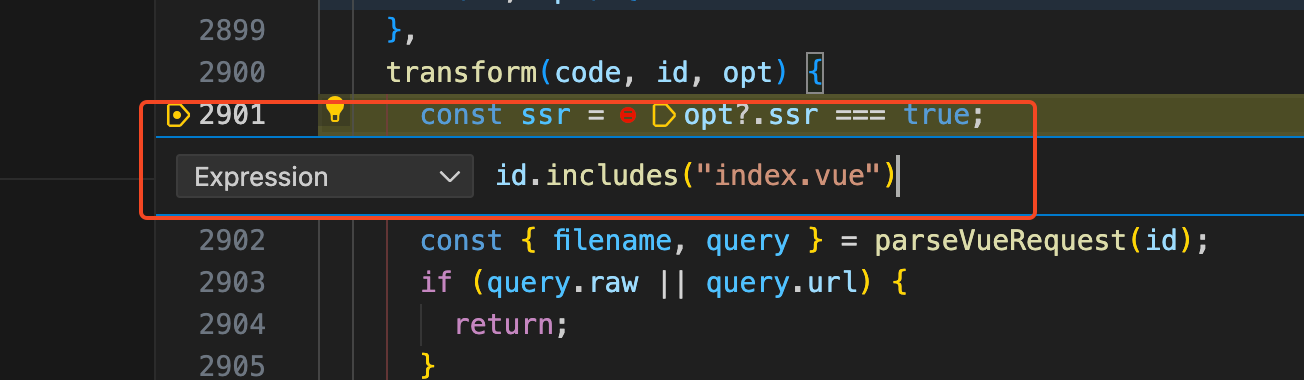 2899 },
2900 transform(code, id, opt) {
2901 const ssr = opt?.ssr === true;
Expression id.includes("index.vue")
2902 const { filename, query } = parseVueRequest(id);
2903 if (query.raw || query.url) {
2904 return;
2905 }